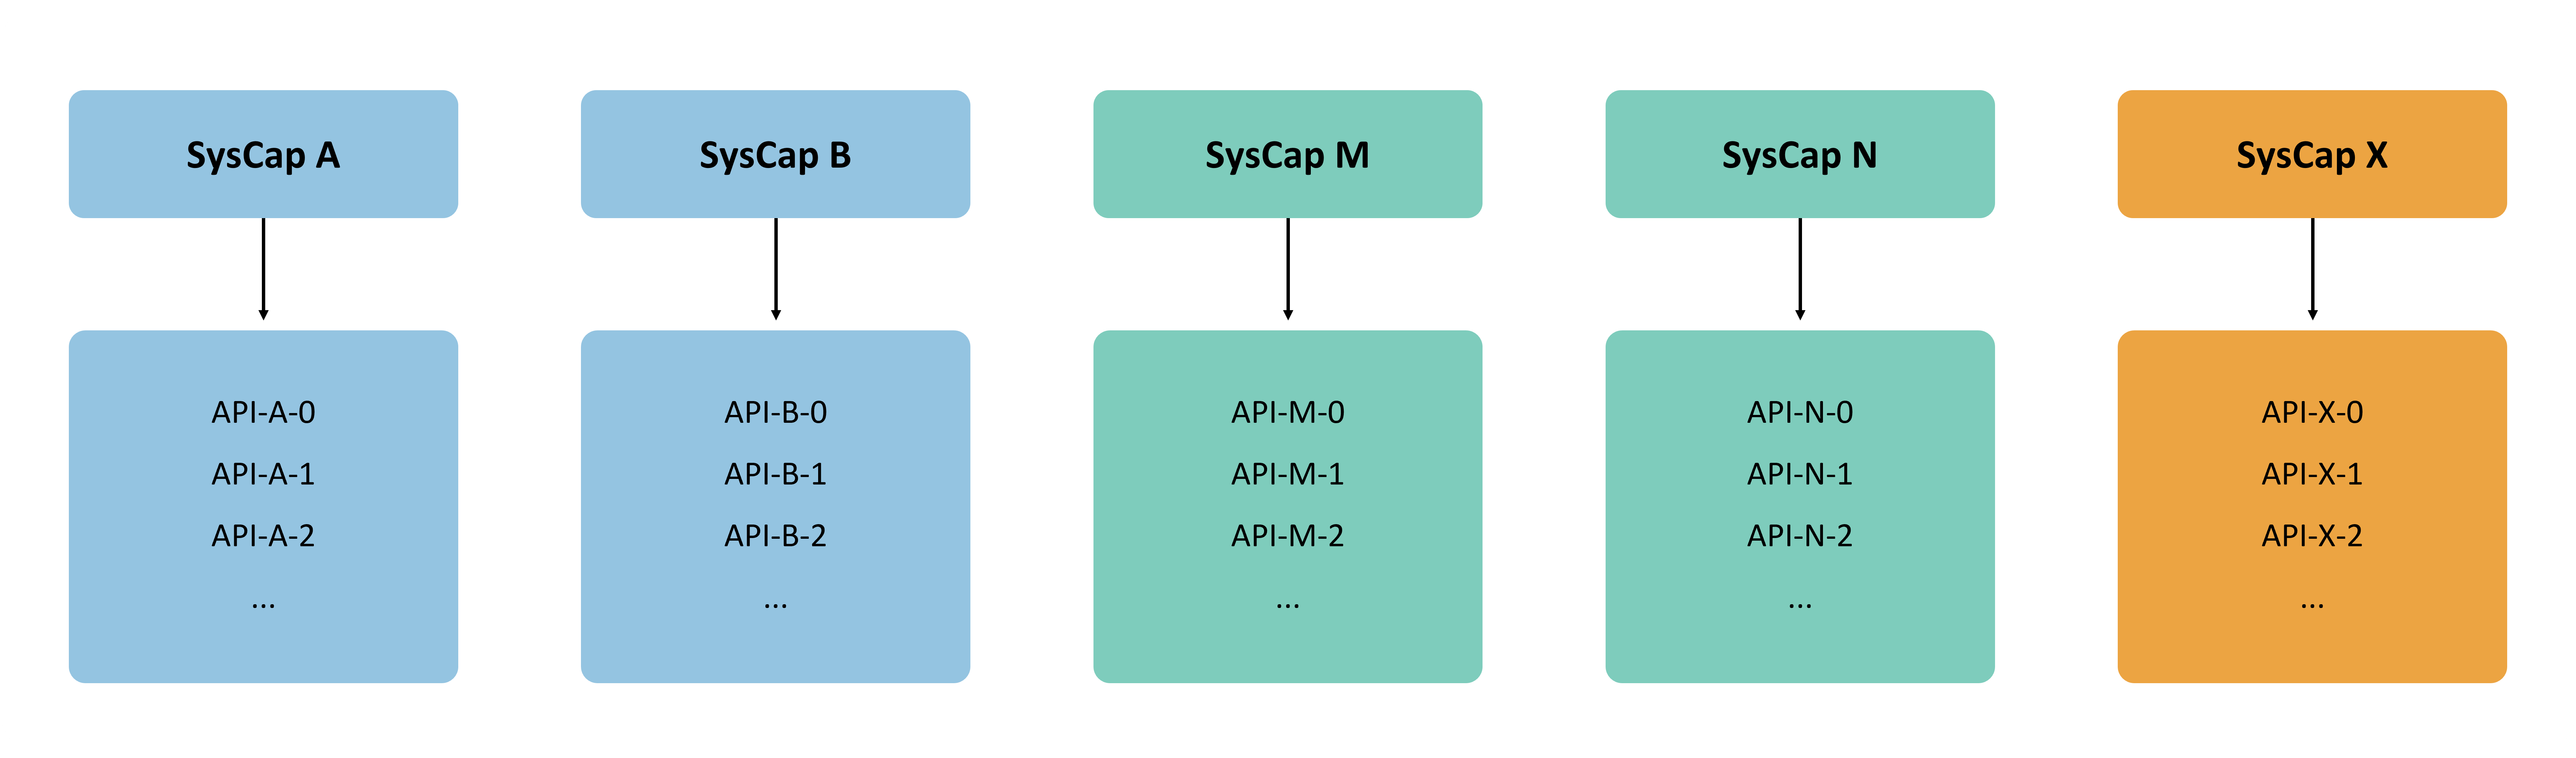 SysCap A
SysCap B
SysCap M
SysCap N
SysCap X
API-A-0
API-A-1
API-A-2
...
API-B-0
API-B-1
API-B-2
...
API-M-0
API-M-1
API-M-2
...
API-N-0
API-N-1
API-N-2
...
API-X-0
API-X-1
API-X-2
...